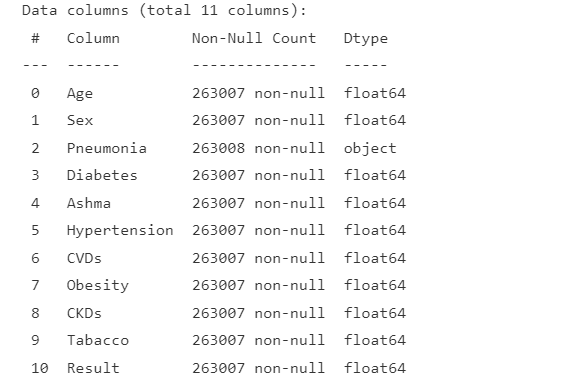 Data columns (total 11 columns):
# Column Non-Null Count Dtype
--- ------ -------------- -----
0 Age 263007 non-null float64
1 Sex 263007 non-null float64
2 Pneumonia 263008 non-null object
3 Diabetes 263007 non-null float64
4 Ashma 263007 non-null float64
5 Hypertension 263007 non-null float64
6 CVDs 263007 non-null float64
7 Obesity 263007 non-null float64
8 CKDs 263007 non-null float64
9 Tabacco 263007 non-null float64
10 Result 263007 non-null float64